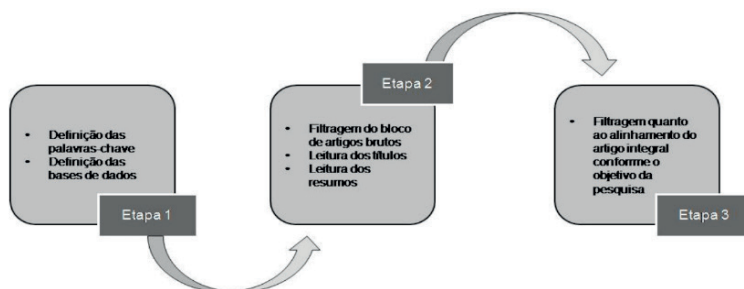 • Definição das
palavras-chave
• Definição das
bases de dados
Etapa 1
Etapa 2
• Filtragem do bloco
de artigos brutos
• Leitura dos títulos
• Leitura dos
resumos
• Filtragem quanto
ao alinhamento do
artigo integral
conforme o
objetivo da
pesquisa
Etapa 3